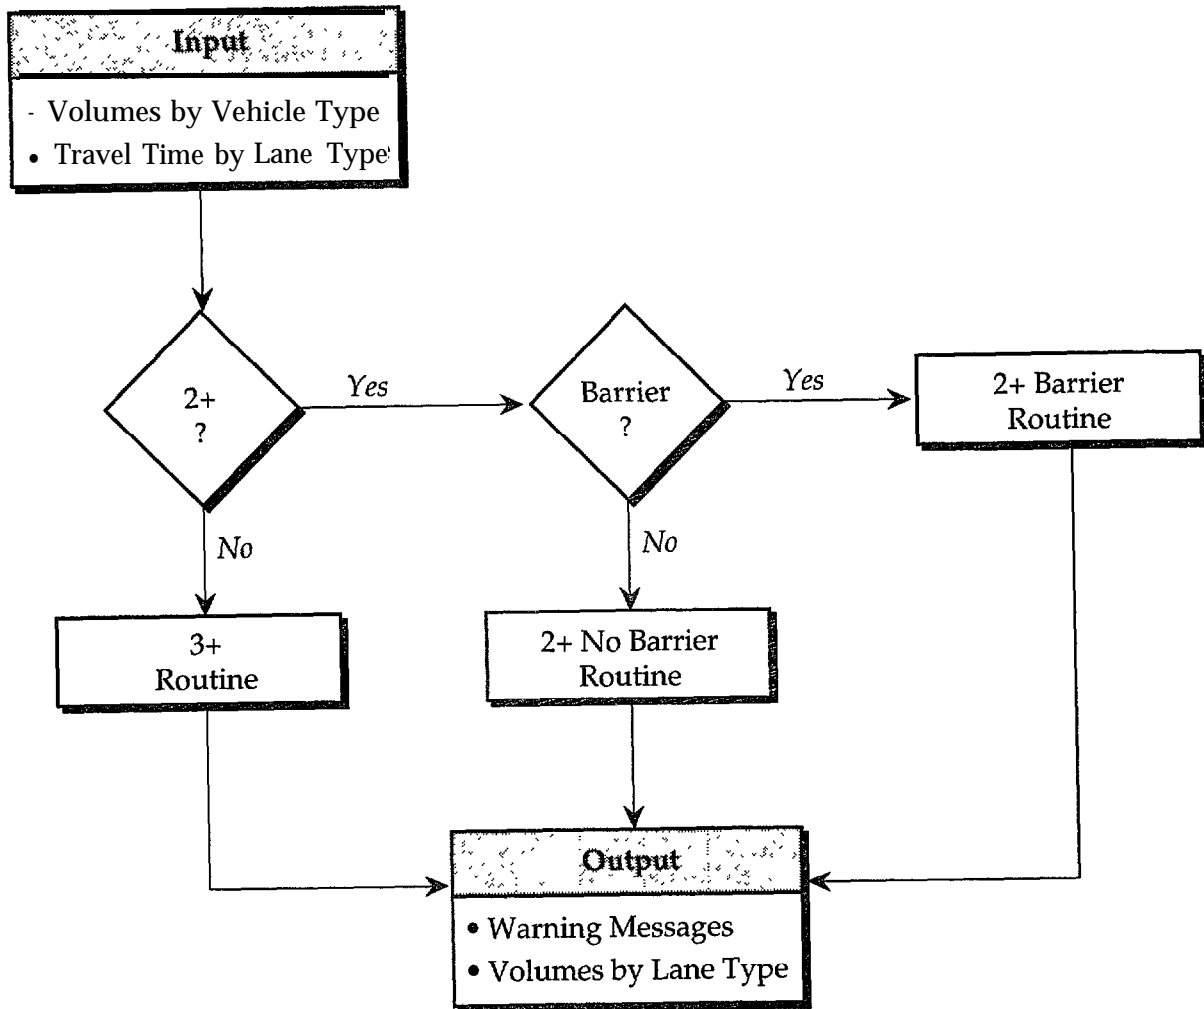 Input
- Volumes by Vehicle Type
• Travel Time by Lane Type
2+
?
Yes
Barrier
?
Yes
2+ Barrier
Routine
No
No
3+
Routine
2+ No Barrier
Routine
Output
• Warning Messages
• Volumes by Lane Type